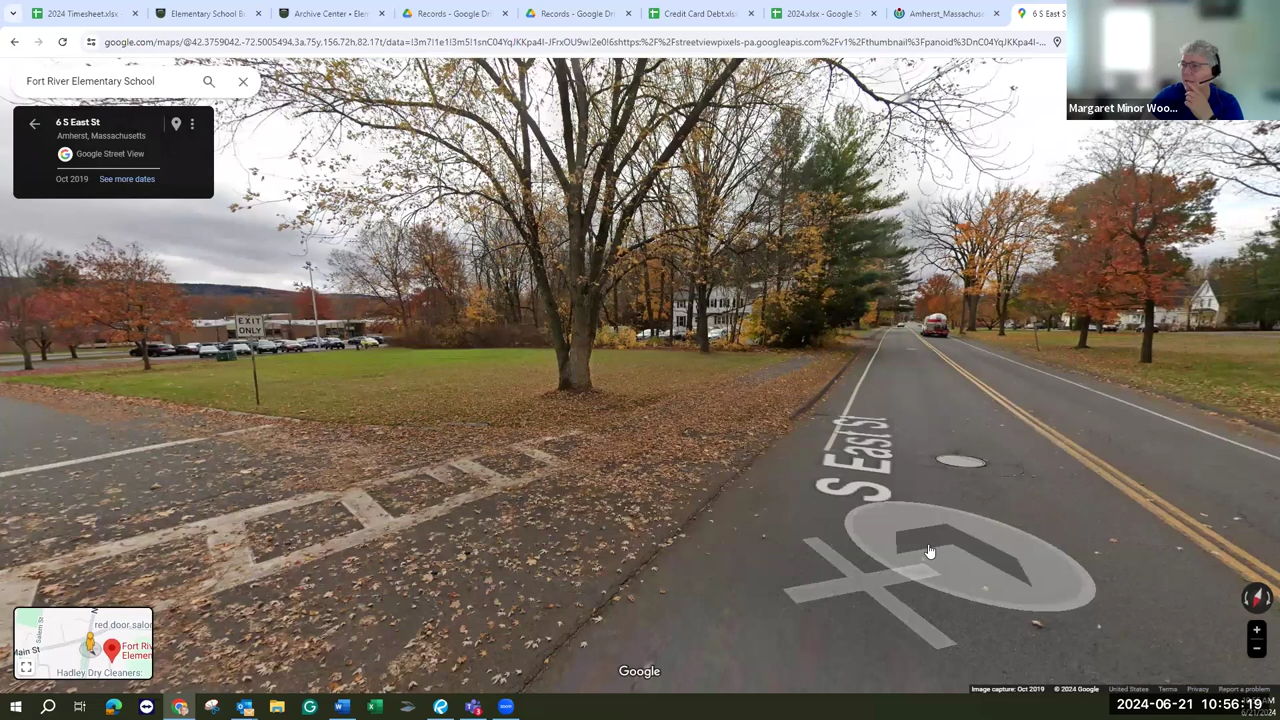 2024 Timesheet.xlsx
Elementary School B
Archive Center • Elem
Records - Google Dr
Records - Google Dri
Credit Card Debt.xls
2024.xlsx - Google S
Amherst_Massachuse
6 S East S
google.com/maps/@42.3759042,-72.5005494,3a,75y,156.72h,82.17t/data=!3m7!1e1!3m5!1snC04YqJKKpa4I-JFrxOU9w!2e0!6shttps%2F%2Fstreetviewpixels-pa.googleapis.com%2Fv1%2Fthumbnail%3Fpanoid%3DnC04YqJKKpa4I-...
Fort River Elementary School
Margaret Minor Woo...
6 S East St
Amherst, Massachusetts
Google Street View
Oct 2019 See more dates
EXIT
ONLY
S East St
red door salon
Salem St
N
Main St
Fort Riv
Elemen
Hadley Dry Cleaners
Google
Image capture: Oct 2019 © 2024 Google United States Terms Privacy Report a problem
2024-06-21 10:56:19